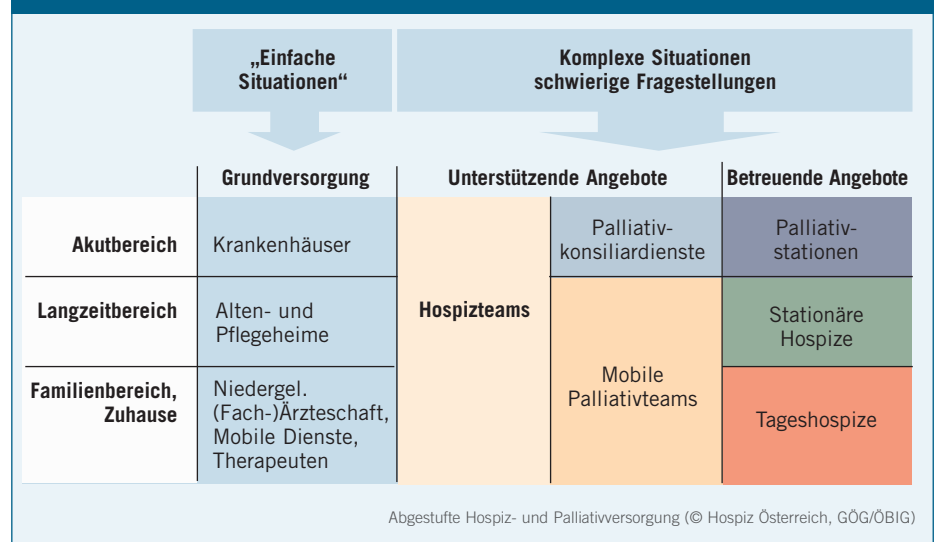 „Einfache
Situationen“
Komplexe Situationen
schwierige Fragestellungen
Grundversorgung
Unterstützende Angebote
Betreuende Angebote
Akutbereich
Krankenhäuser
Palliativ-
konsiliardienste
Palliativ-
stationen
Langzeitbereich
Alten- und
Pflegeheime
Hospizteams
Stationäre
Hospize
Familienbereich,
Zuhause
Niedergel.
(Fach-)Ärzteschaft,
Mobile Dienste,
Therapeuten
Mobile
Palliativteams
Tageshospize
Abgestufte Hospiz- und Palliativversorgung (© Hospiz Österreich, GÖG/ÖBIG)